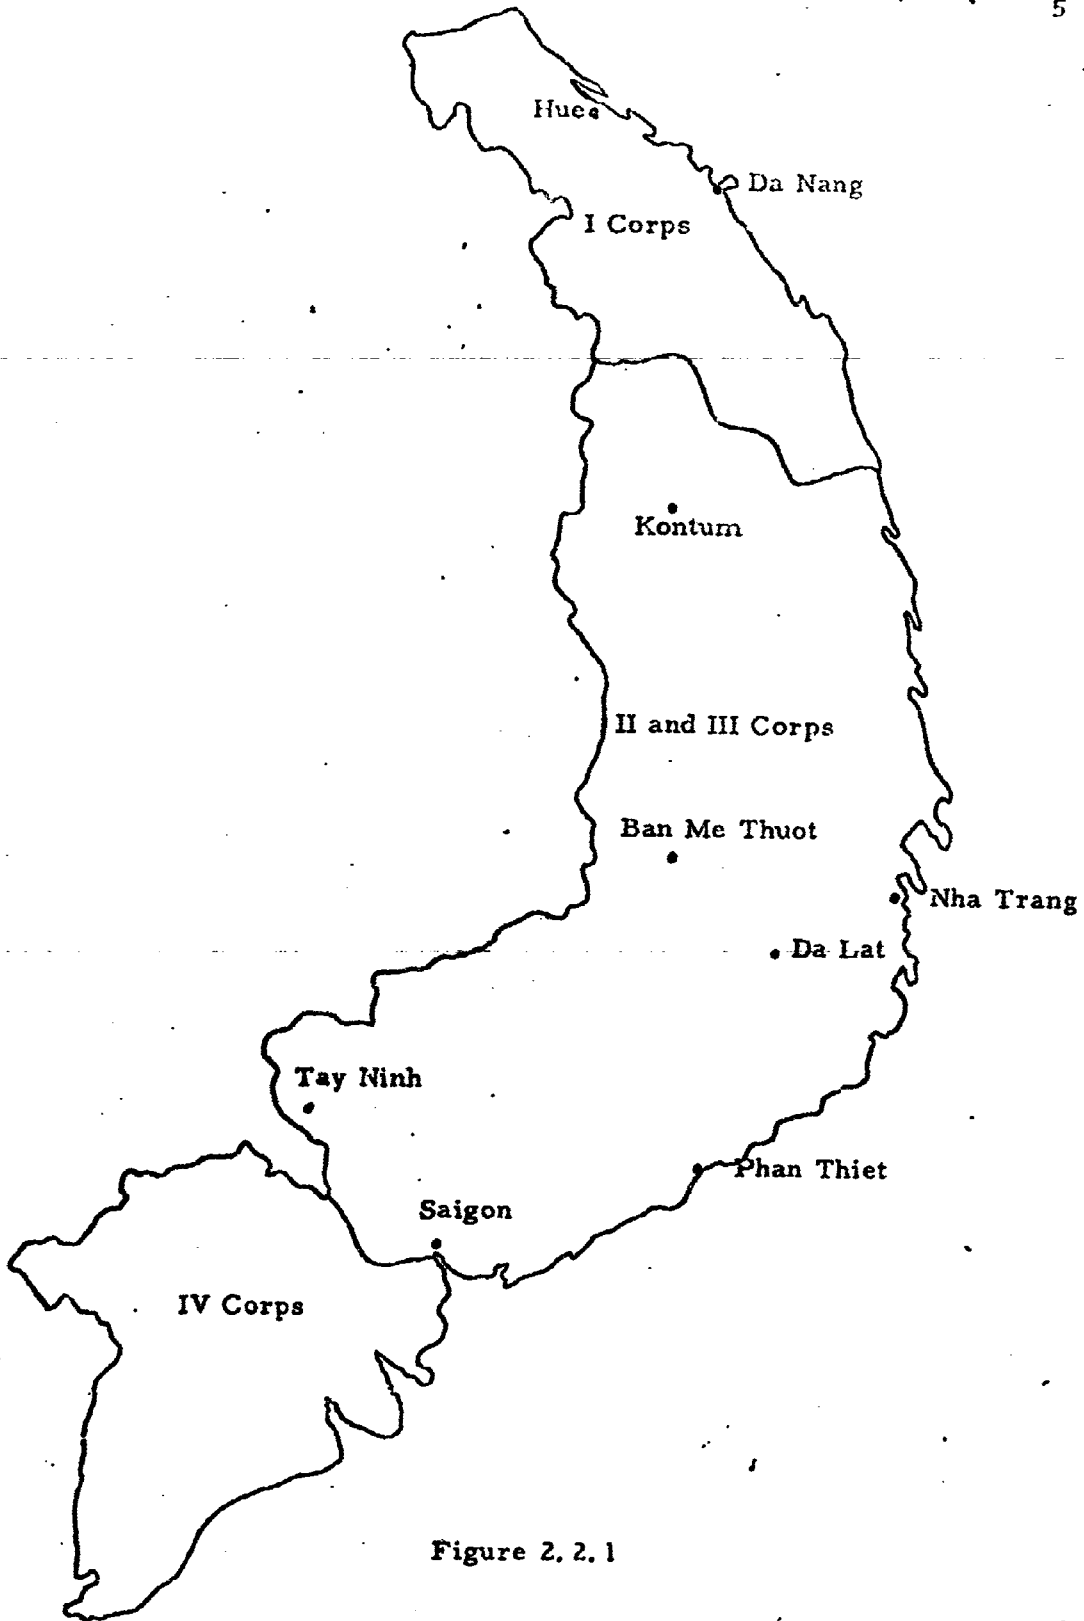 5
Hue
Da Nang
I Corps
Kontum
II and III Corps
Ban Me Thuot
Nha Trang
Da Lat
Tay Ninh
Phan Thiet
Saigon
IV Corps
Figure 2.2.1